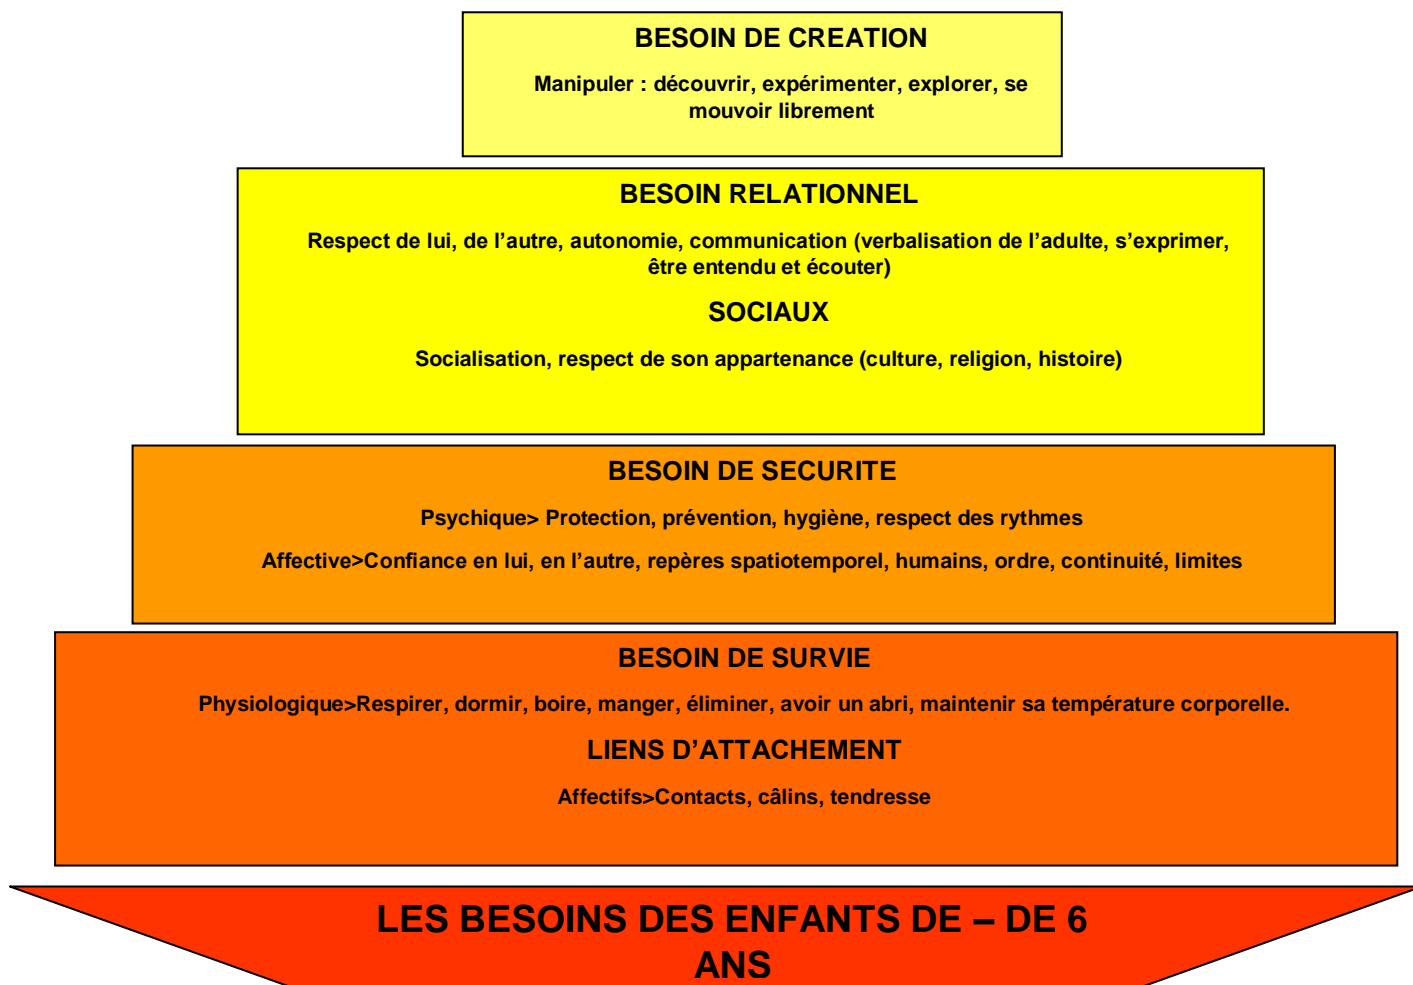 BESOIN DE CREATION
Manipuler : découvrir, expérimenter, explorer, se
mouvoir librement
BESOIN RELATIONNEL
Respect de lui, de l’autre, autonomie, communication (verbalisation de l’adulte, s’exprimer,
être entendu et écouter)
SOCIAUX
Socialisation, respect de son appartenance (culture, religion, histoire)
BESOIN DE SECURITE
Psychique> Protection, prévention, hygiène, respect des rythmes
Affective>Confiance en lui, en l’autre, repères spatiotemporel, humains, ordre, continuité, limites
BESOIN DE SURVIE
Physiologique>Respirer, dormir, boire, manger, éliminer, avoir un abri, maintenir sa température corporelle.
LIENS D’ATTACHEMENT
Affectifs>Contacts, câlins, tendresse
LES BESOINS DES ENFANTS DE – DE 6
ANS